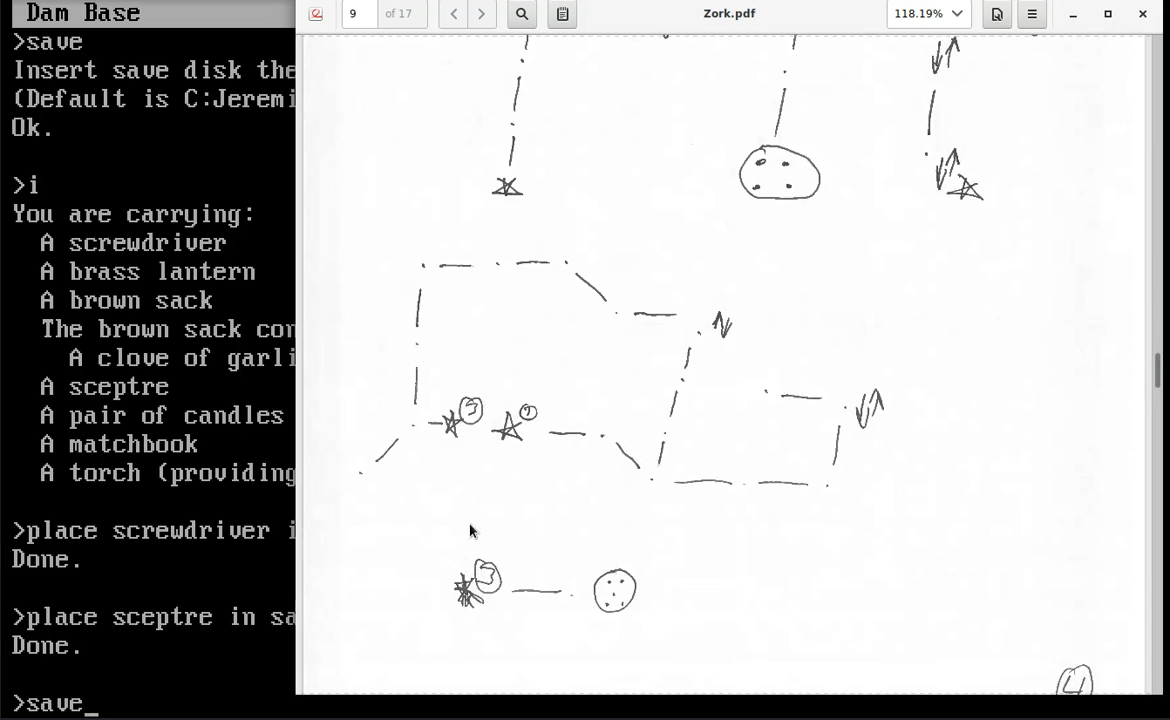 Dam Base
>save
Insert save disk the
(Default is C:Jeremi
Ok.
>i
You are carrying:
A screwdriver
A brass lantern
A brown sack
The brown sack con
A clove of garli
A sceptre
A pair of candles
A matchbook
A torch (providing
>place screwdriver i
Done.
>place sceptre in sa
Done.
>save_
9 of 17
Zork.pdf
118.19%
4